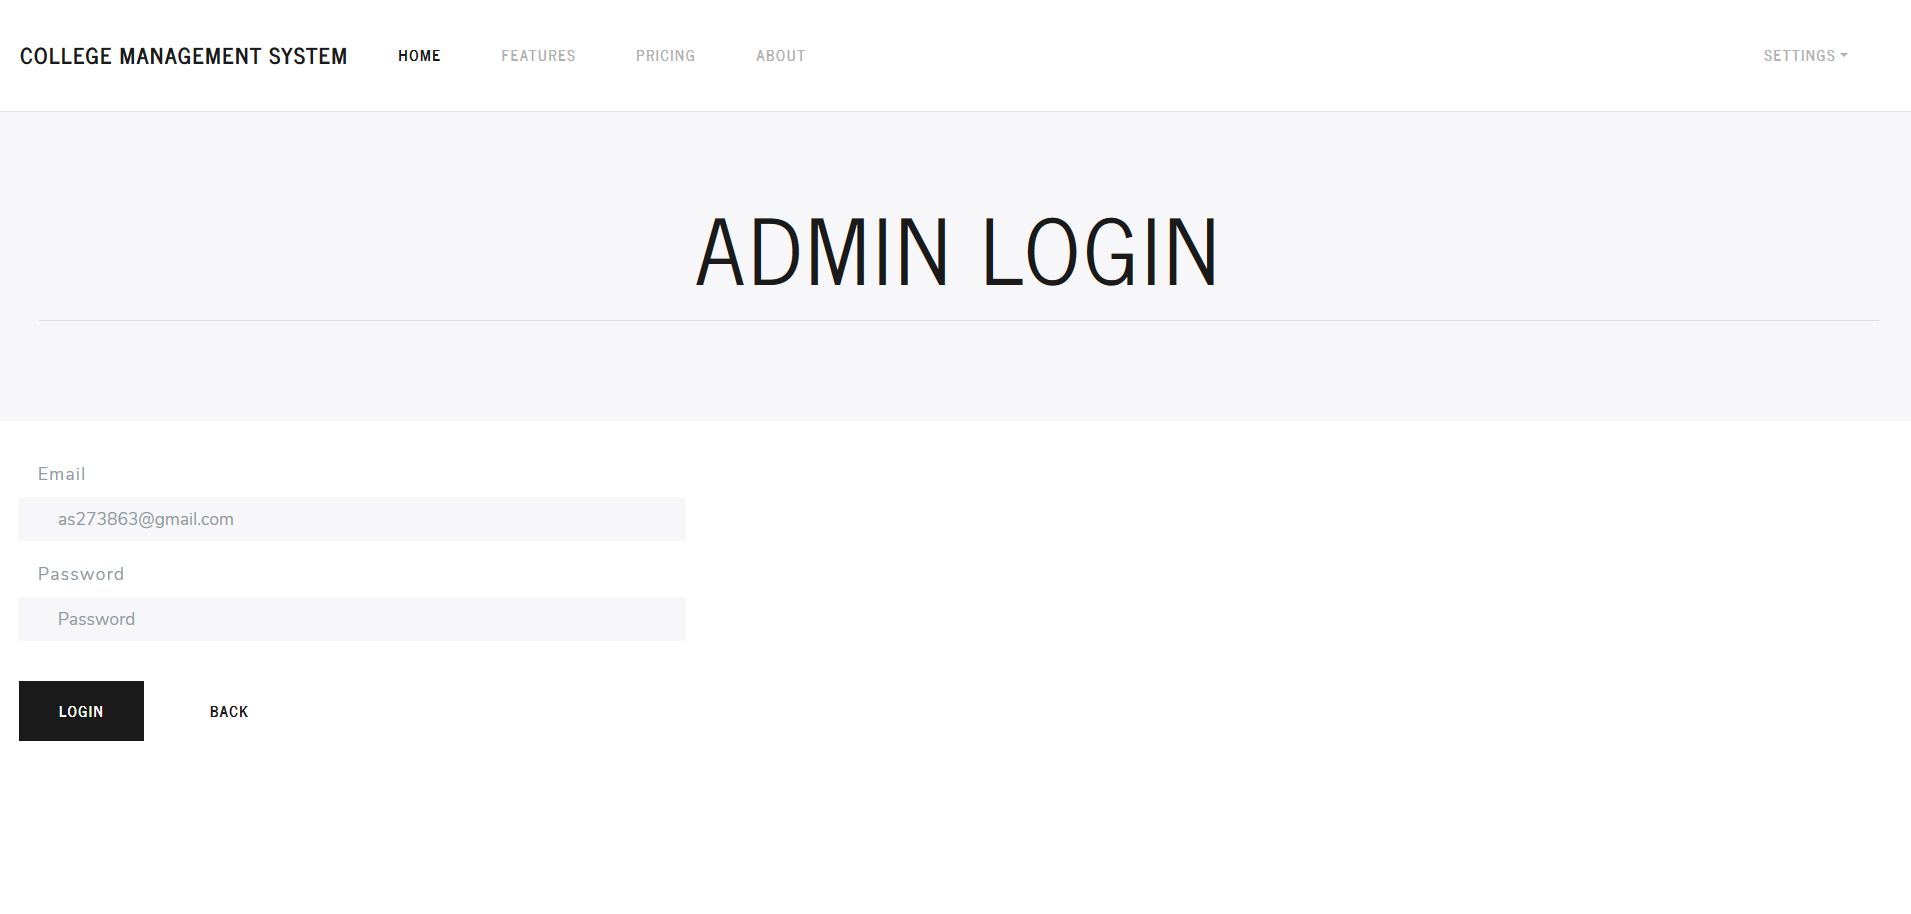 COLLEGE MANAGEMENT SYSTEM HOME FEATURES PRICING ABOUT SETTINGS
ADMIN LOGIN
Email
as273863@gmail.com
Password
Password
LOGIN BACK